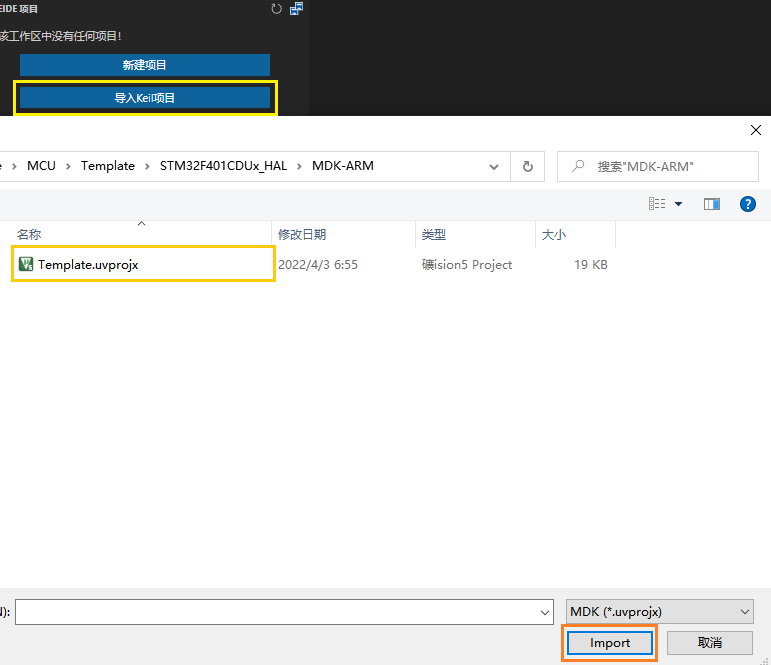 EIDE 项目
该工作区中没有任何项目!
新建项目
导入Keil项目
› MCU › Template › STM32F401CDUx_HAL › MDK-ARM
搜索"MDK-ARM"
名称 修改日期 类型 大小
Template.uvprojx 2022/4/3 6:55 礦ision5 Project 19 KB
N): MDK (*.uvprojx)
Import 取消